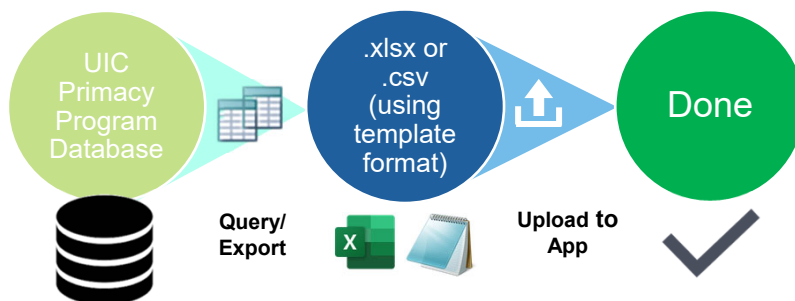 UIC
Primacy
Program
Database
.xlsx or
.csv
(using
template
format)
Done
Query/
Export
X
Upload to
App